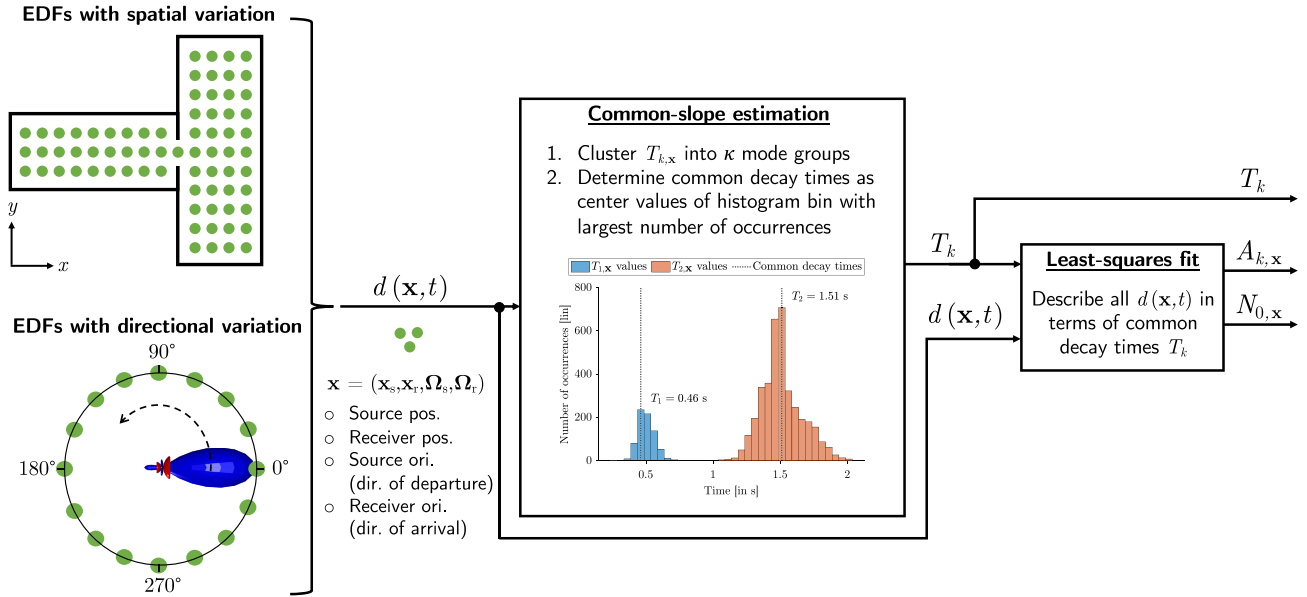 EDFs with spatial variation
y
x
EDFs with directional variation
90°
180°
0°
270°
d (x,t)
x = (xₛ,xᵣ,Ωₛ,Ωᵣ)
Source pos.
Receiver pos.
Source ori.
(dir. of departure)
Receiver ori.
(dir. of arrival)
Common-slope estimation
1. Cluster Tₖ,ₓ into κ mode groups
2. Determine common decay times as
center values of histogram bin with
largest number of occurrences
T₁,ₓ values T₂,ₓ values Common decay times
Number of occurrences [lin]
800
600
400
200
0
T₂ = 1.51 s
T₁ = 0.46 s
0.5 1 1.5 2
Time [in s]
Tₖ
d (x,t)
Least-squares fit
Describe all d (x,t) in
terms of common
decay times Tₖ
Tₖ
Aₖ,ₓ
N₀,ₓ